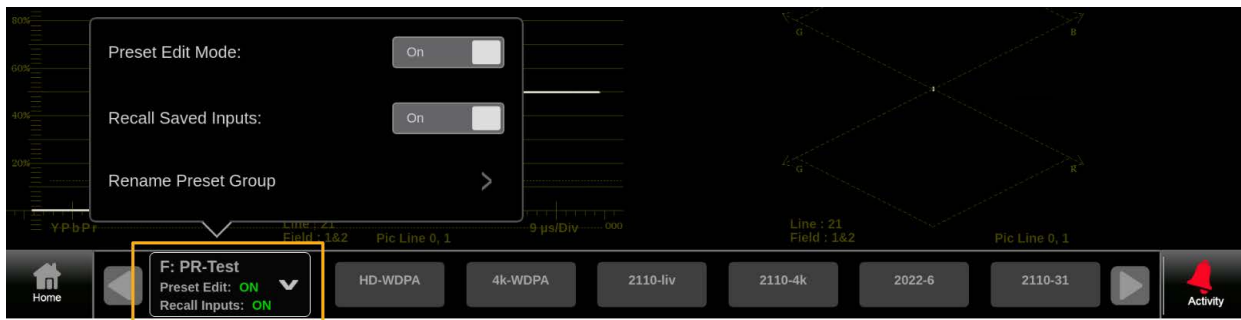 80%
60%
40%
20%
Preset Edit Mode: On
Recall Saved Inputs: On
Rename Preset Group >
YPbPr
Line : 21
Field : 1&2
Pic Line 0, 1
9 µs/Div
000
G
B
G
R
Line : 21
Field : 1&2
Pic Line 0, 1
Home
F: PR-Test
Preset Edit: ON
Recall Inputs: ON
HD-WDPA
4k-WDPA
2110-liv
2110-4k
2022-6
2110-31
Activity